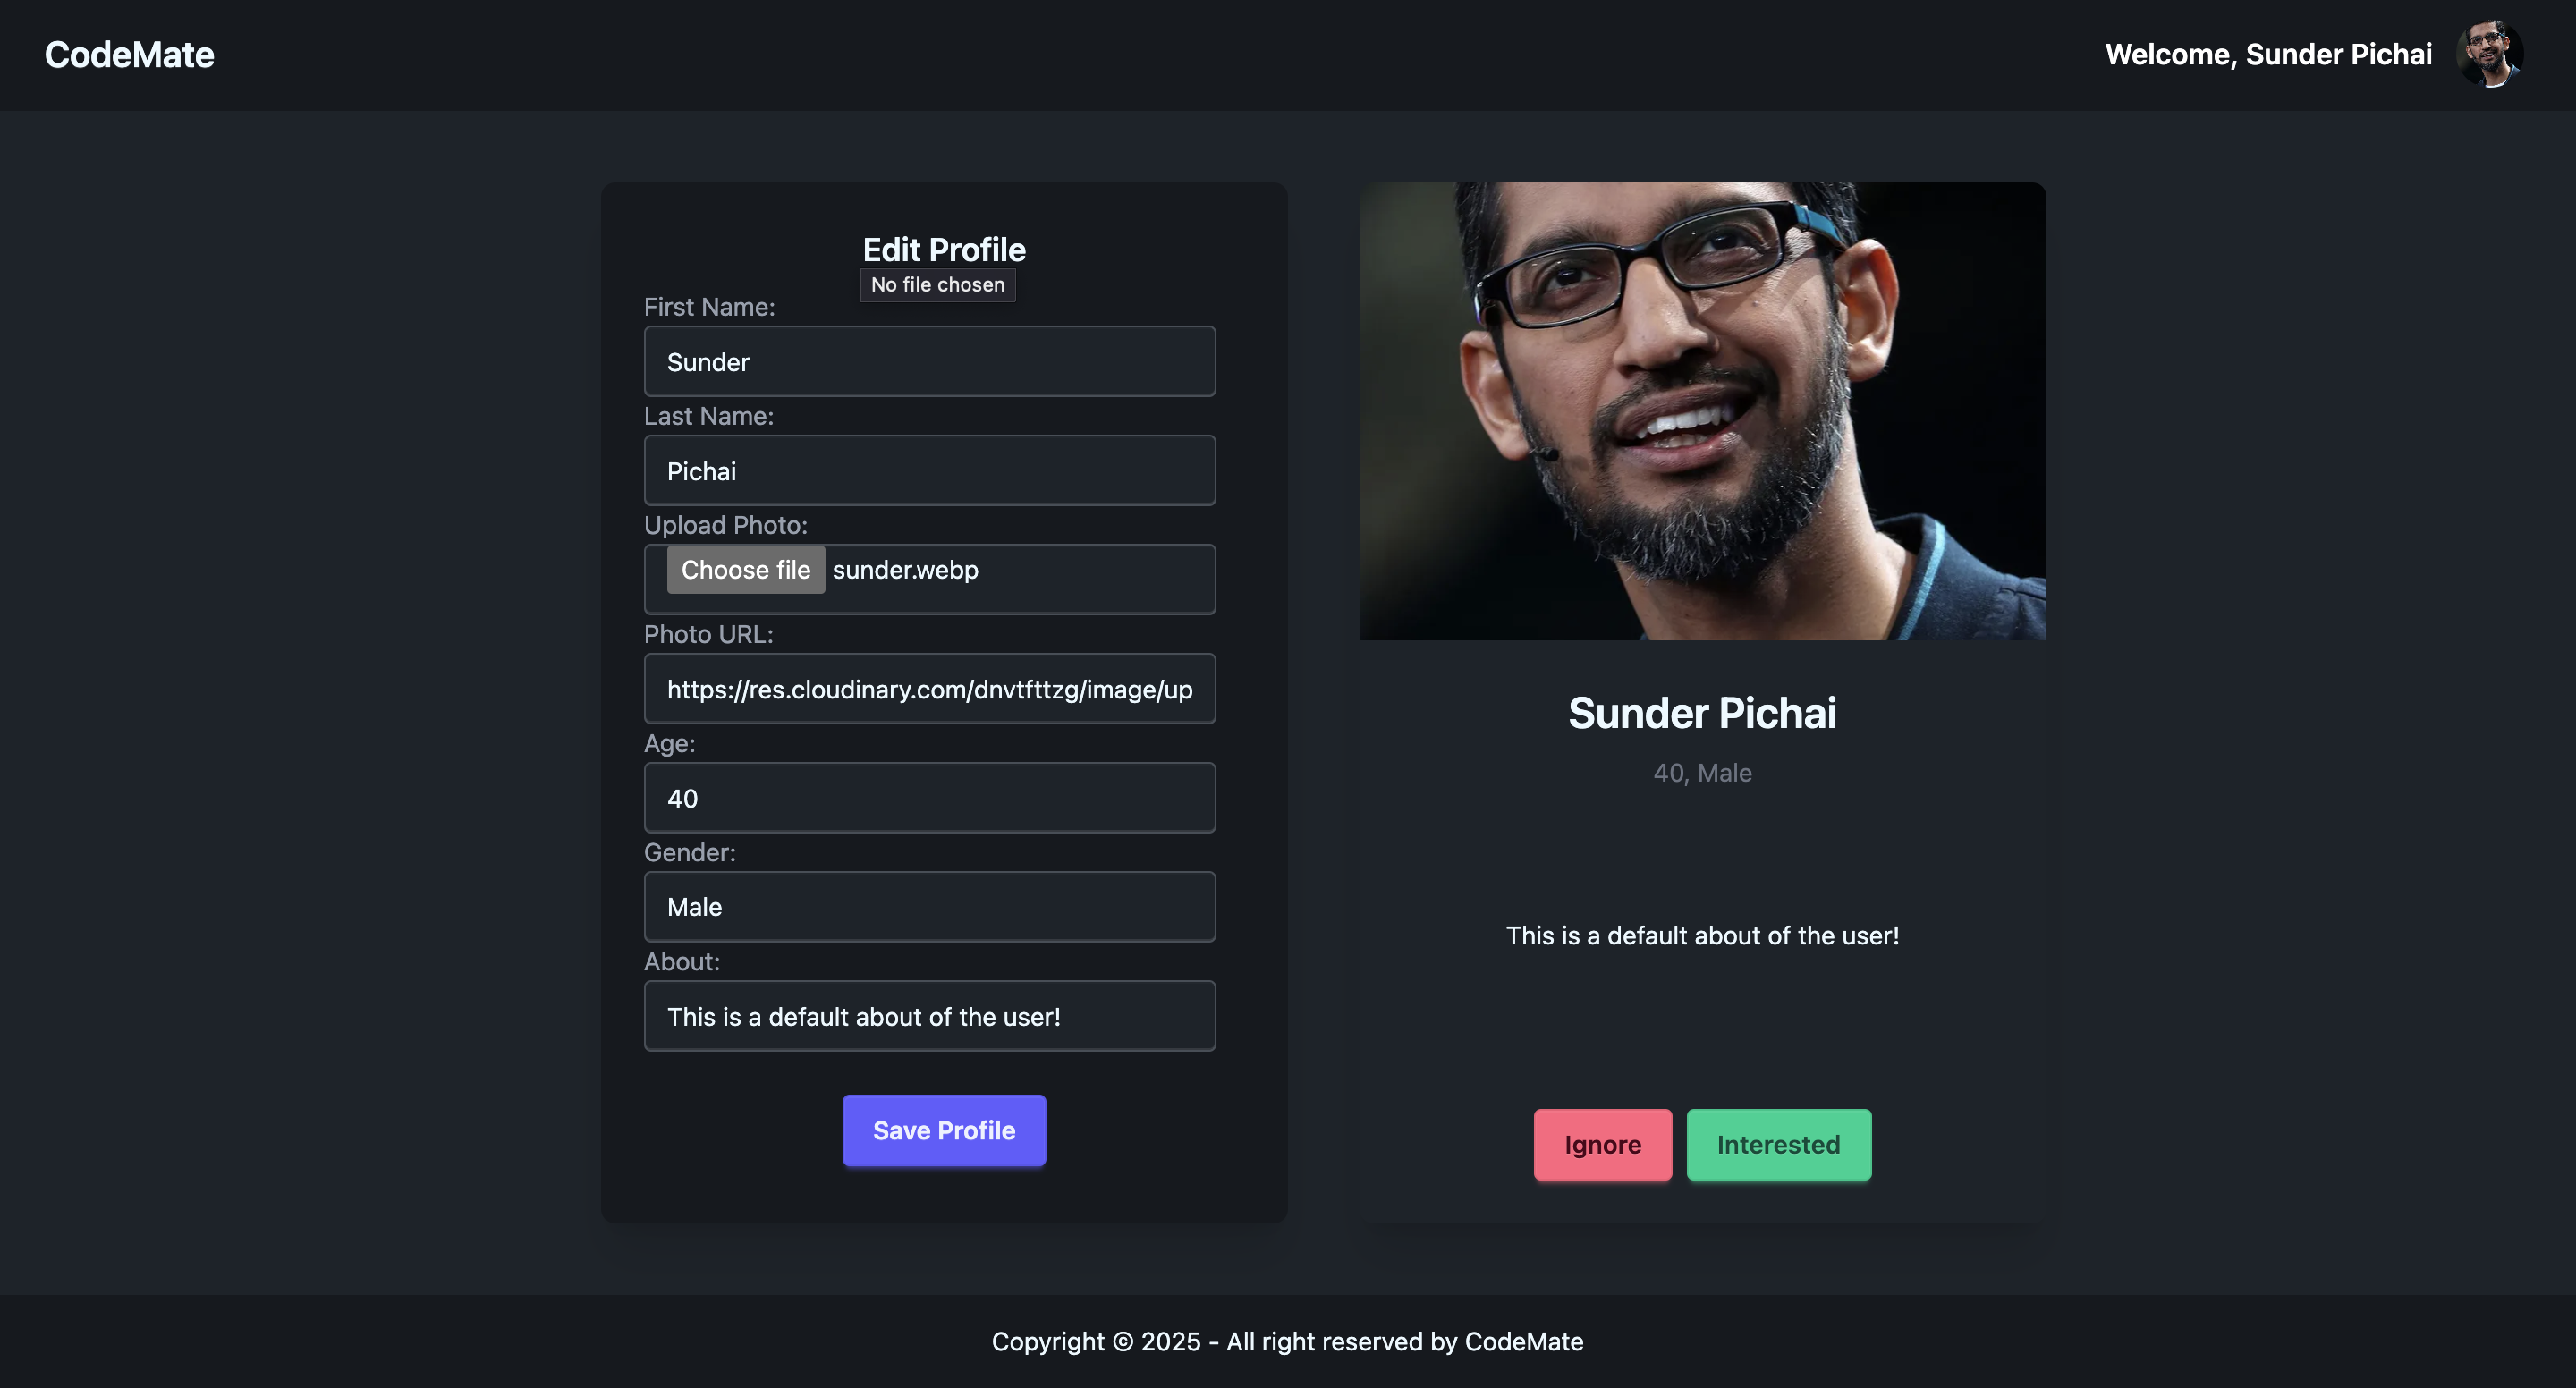 CodeMate
Welcome, Sunder Pichai
Edit Profile
No file chosen
First Name:
Sunder
Last Name:
Pichai
Upload Photo:
Choose file sunder.webp
Photo URL:
https://res.cloudinary.com/dnvtfttzg/image/up
Age:
40
Gender:
Male
About:
This is a default about of the user!
Save Profile
Sunder Pichai
40, Male
This is a default about of the user!
Ignore Interested
Copyright © 2025 - All right reserved by CodeMate